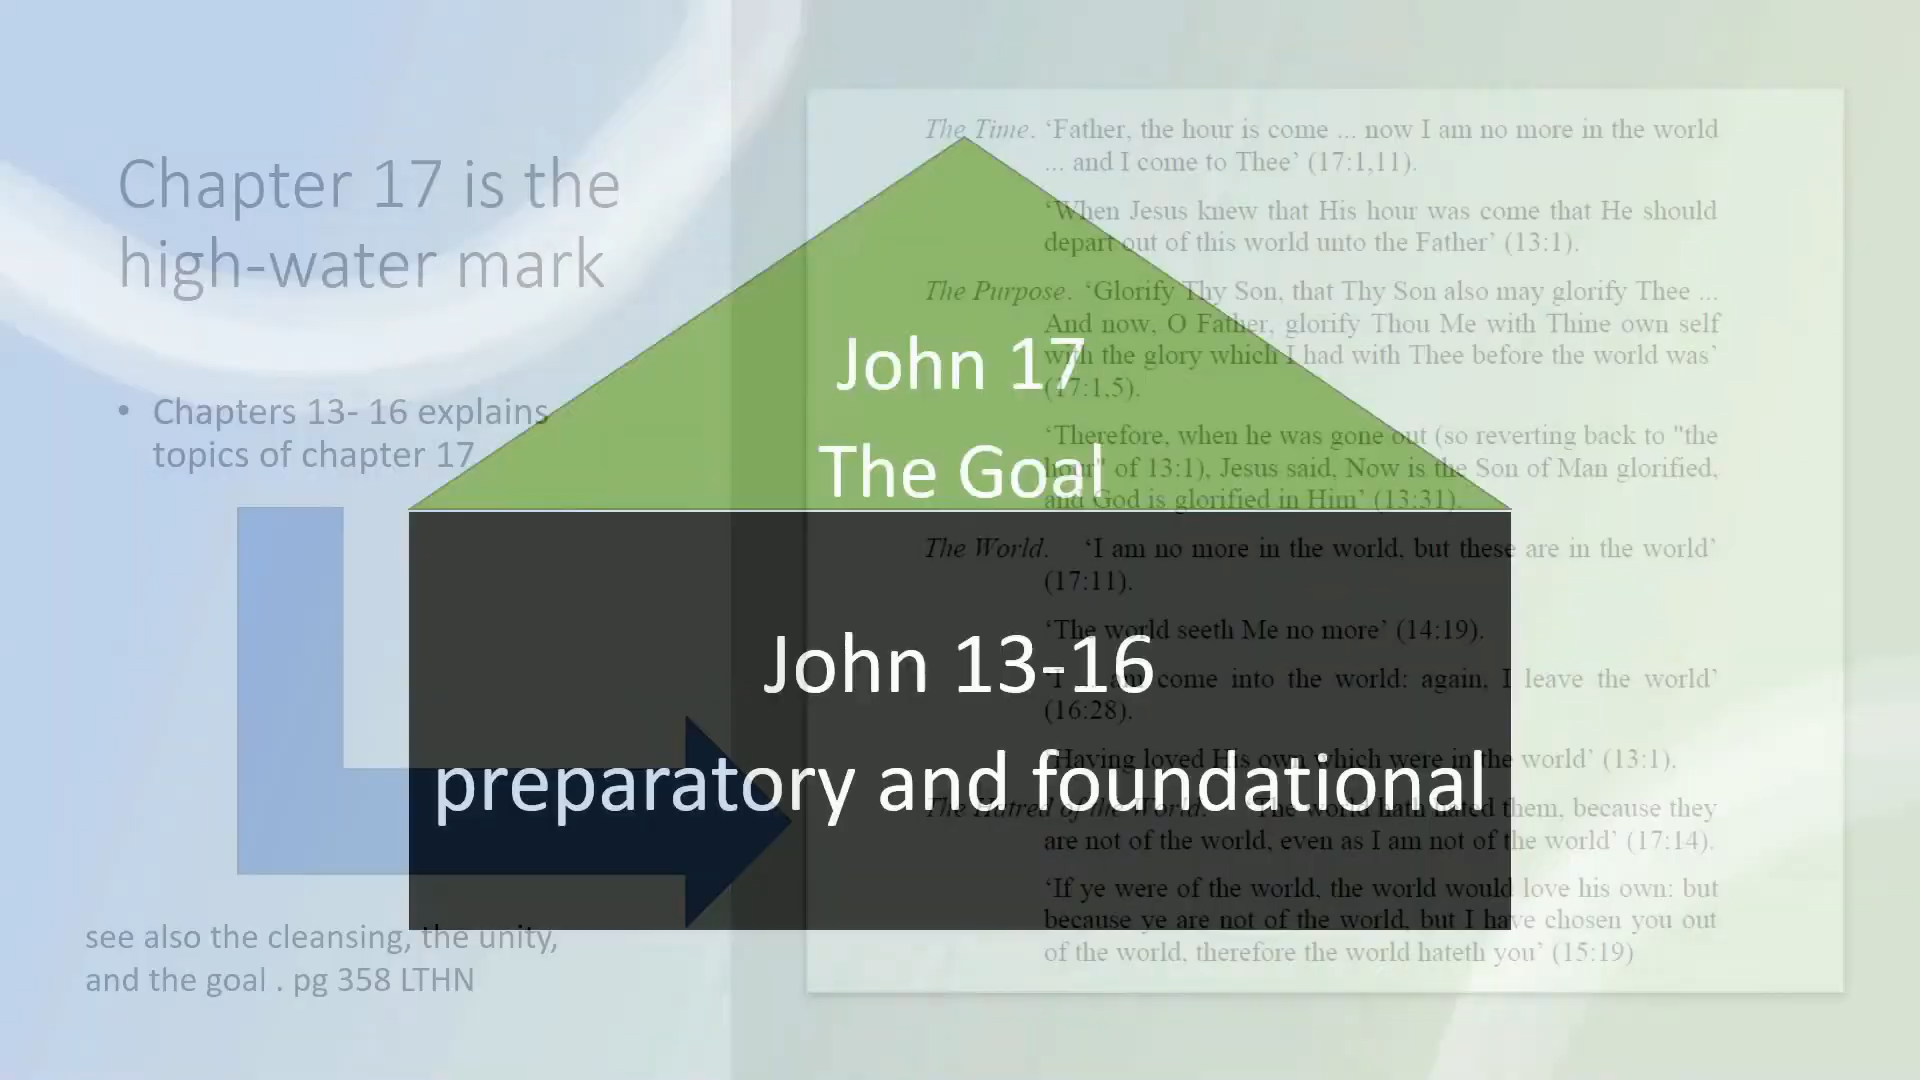 Chapter 17 is the
high-water mark
• Chapters 13- 16 explains
topics of chapter 17
see also the cleansing, the unity,
and the goal . pg 358 LTHN
John 17
The Goal
John 13-16
preparatory and foundational
The Time. ‘Father, the hour is come ... now I am no more in the world
... and I come to Thee’ (17:1,11).
‘When Jesus knew that His hour was come that He should
depart out of this world unto the Father’ (13:1).
The Purpose. ‘Glorify Thy Son, that Thy Son also may glorify Thee ...
And now, O Father, glorify Thou Me with Thine own self
with the glory which I had with Thee before the world was’
(17:1,5).
‘Therefore, when he was gone out (so reverting back to "the
hour" of 13:1), Jesus said, Now is the Son of Man glorified,
and God is glorified in Him’ (13:31).
The World. ‘I am no more in the world, but these are in the world’
(17:11).
‘The world seeth Me no more’ (14:19).
am come into the world: again, I leave the world’
(16:28).
‘Having loved His own which were in the world’ (13:1).
The Hatred of the World. ‘The world hath hated them, because they
are not of the world, even as I am not of the world’ (17:14).
‘If ye were of the world, the world would love his own: but
because ye are not of the world, but I have chosen you out
of the world, therefore the world hateth you’ (15:19)